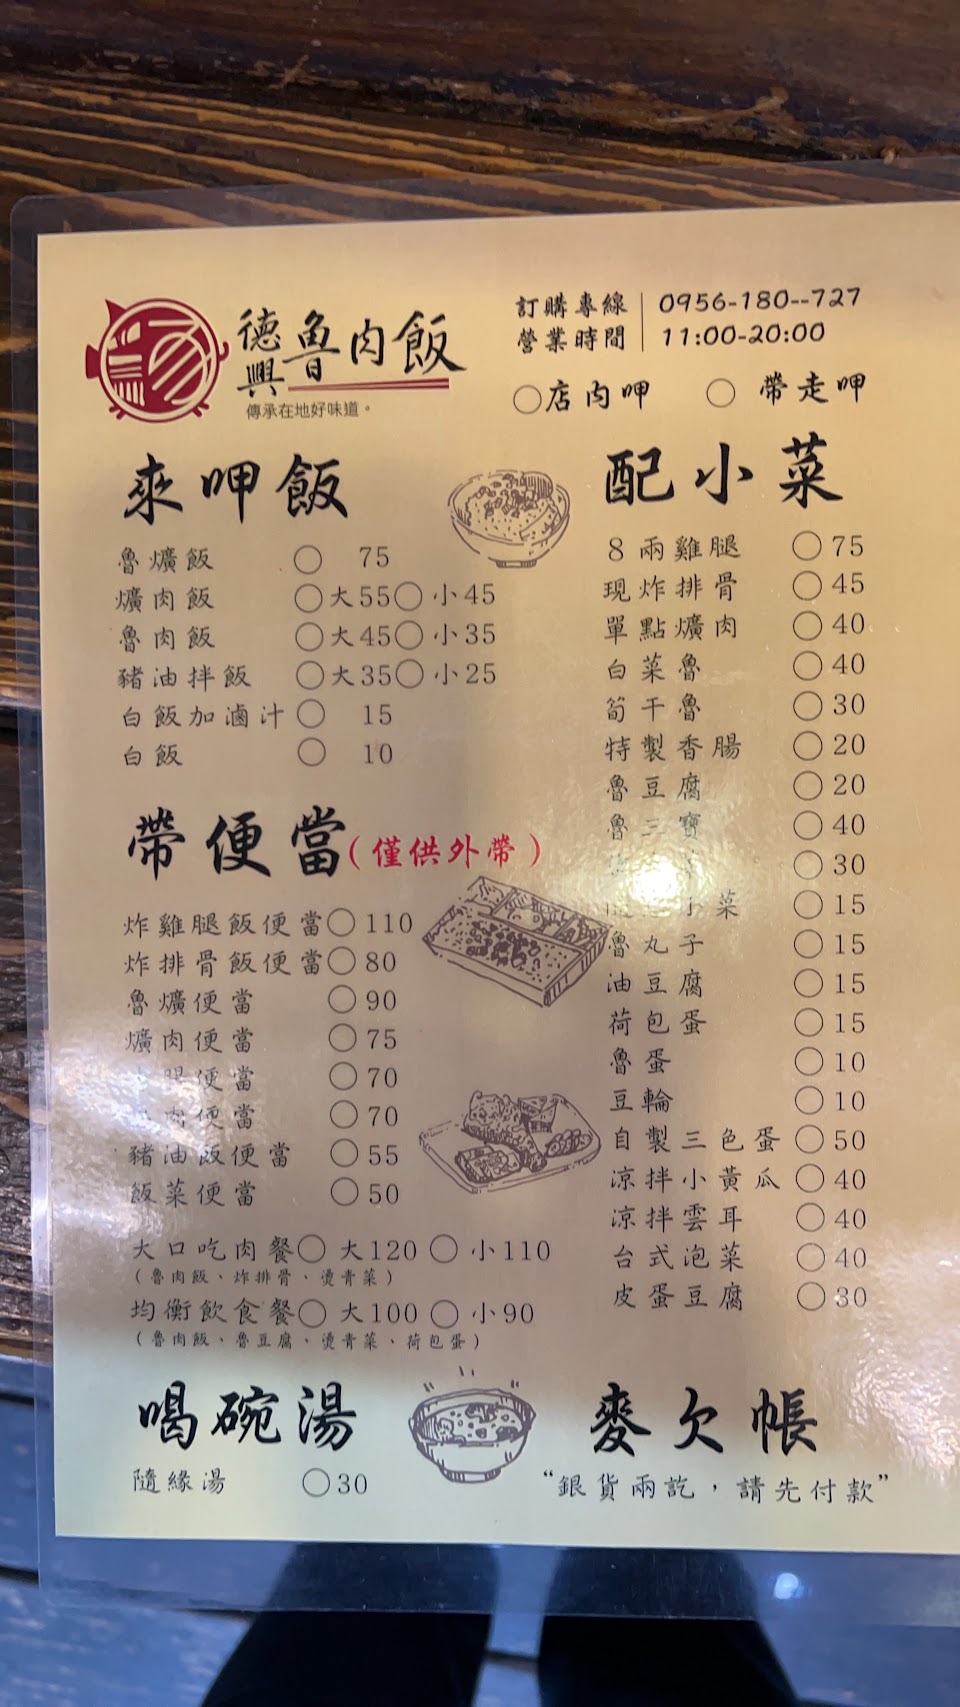 德興魯肉飯
傳承在地好味道。
訂購專線 0956-180--727
營業時間 11:00-20:00
○店內呷 ○帶走呷
來呷飯
魯爌飯 ○ 75
爌肉飯 ○大55○小45
魯肉飯 ○大45○小35
豬油拌飯 ○大35○小25
白飯加滷汁○ 15
白飯 ○ 10
帶便當(僅供外帶)
炸雞腿飯便當○110
炸排骨飯便當○80
魯爌便當 ○90
爌肉便當 ○75
腿便當 ○70
肉便當 ○70
豬油飯便當 ○55
飯菜便當 ○50
大口吃肉餐○大120○小110
(魯肉飯、炸排骨、燙青菜)
均衡飲食餐○大100○小90
(魯肉飯、魯豆腐、燙青菜、荷包蛋)
喝碗湯
隨緣湯 ○30
配小菜
8兩雞腿 ○75
現炸排骨 ○45
單點爌肉 ○40
白菜魯 ○40
筍干魯 ○30
特製香腸 ○20
魯豆腐 ○20
魯三寶 ○40
○30
小菜 ○15
魯丸子 ○15
油豆腐 ○15
荷包蛋 ○15
魯蛋 ○10
豆輪 ○10
自製三色蛋○50
涼拌小黃瓜○40
涼拌雲耳 ○40
台式泡菜 ○40
皮蛋豆腐 ○30
麥欠帳
“銀貨兩訖，請先付款”